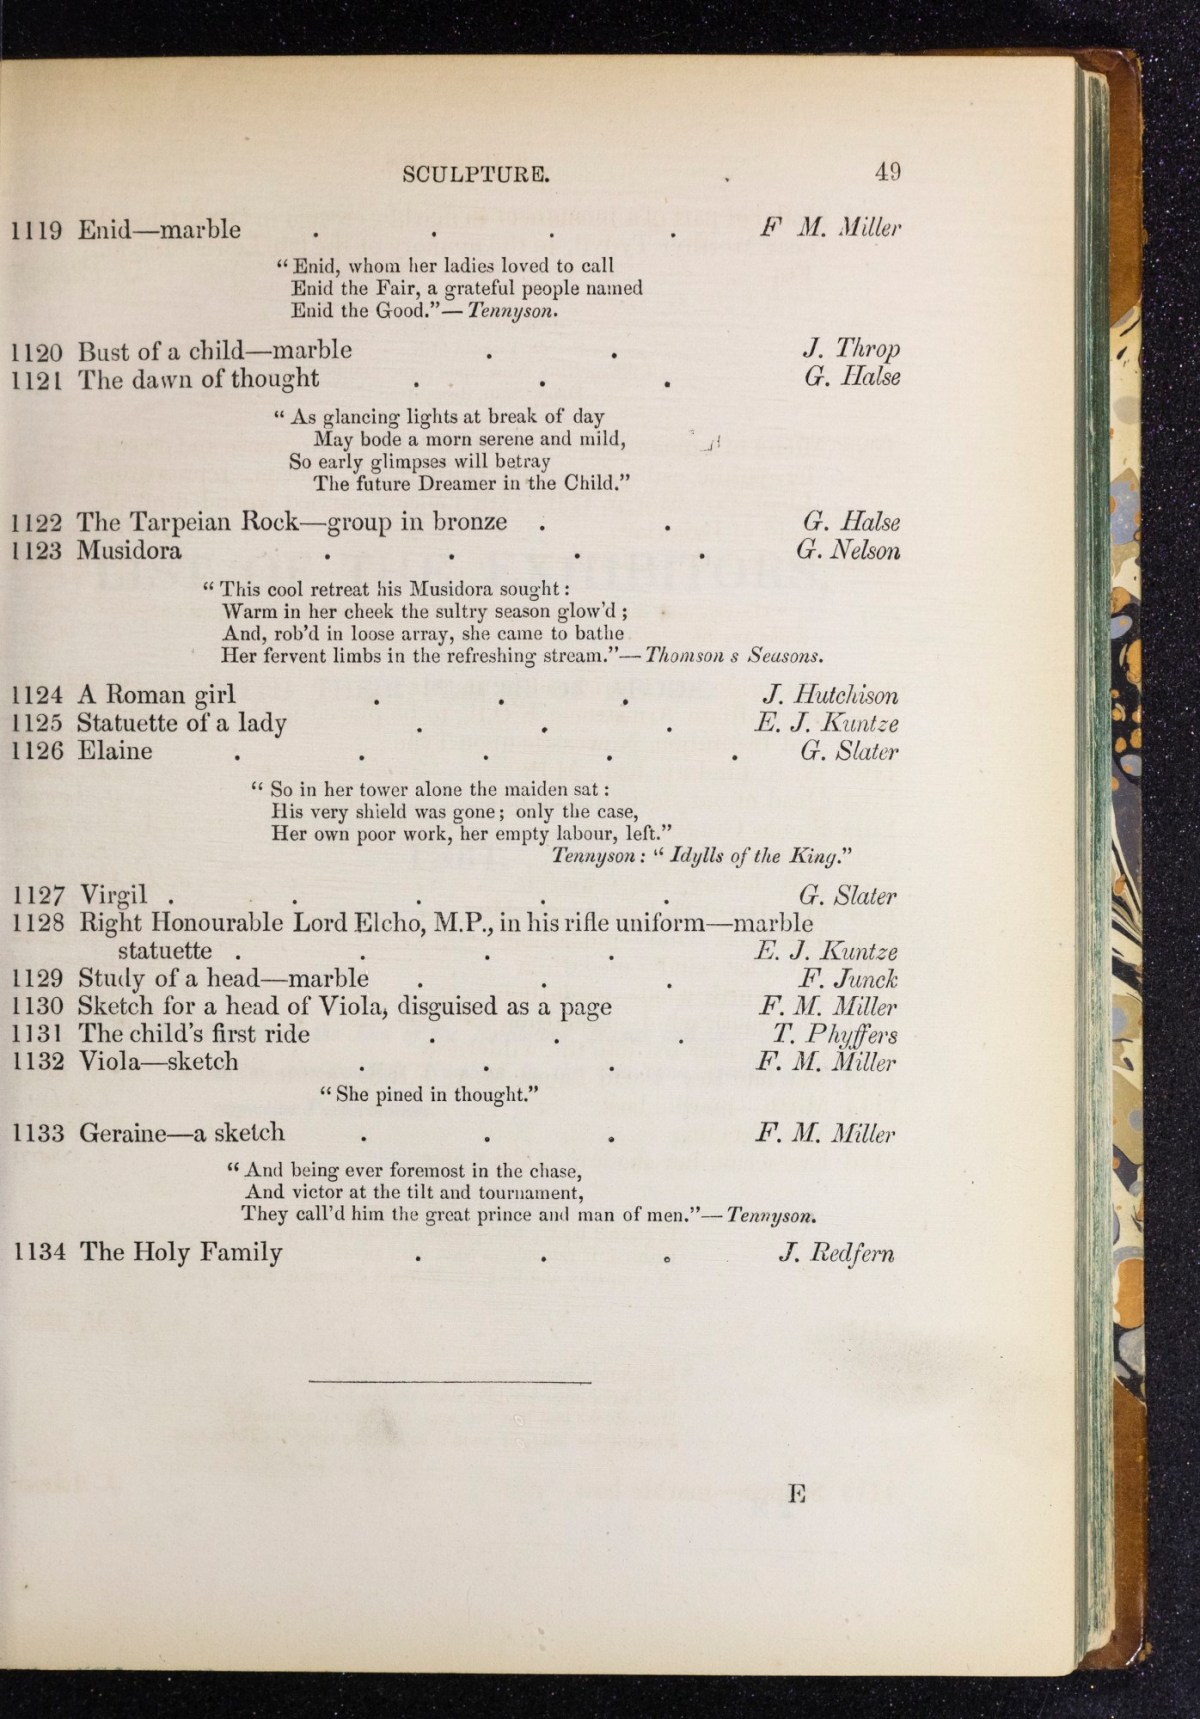 SCULPTURE. 49
1119 Enid—marble . . . . F M. Miller
“Enid, whom her ladies loved to call
Enid the Fair, a grateful people named
Enid the Good.”—Tennyson.
1120 Bust of a child—marble . . J. Throp
1121 The dawn of thought . . . G. Halse
“As glancing lights at break of day
May bode a morn serene and mild,
So early glimpses will betray
The future Dreamer in the Child.”
1122 The Tarpeian Rock—group in bronze . . G. Halse
1123 Musidora . . . . G. Nelson
“This cool retreat his Musidora sought:
Warm in her cheek the sultry season glow’d;
And, rob’d in loose array, she came to bathe
Her fervent limbs in the refreshing stream.”—Thomson s Seasons.
1124 A Roman girl . . . J. Hutchison
1125 Statuette of a lady . . . E. J. Kuntze
1126 Elaine . . . . . G. Slater
“So in her tower alone the maiden sat:
His very shield was gone; only the case,
Her own poor work, her empty labour, left.”
Tennyson: “Idylls of the King.”
1127 Virgil . . . . . G. Slater
1128 Right Honourable Lord Elcho, M.P., in his rifle uniform—marble
statuette . . . . E. J. Kuntze
1129 Study of a head—marble . . . F. Junck
1130 Sketch for a head of Viola, disguised as a page F. M. Miller
1131 The child’s first ride . . . T. Phyffers
1132 Viola—sketch . . . F. M. Miller
“She pined in thought.”
1133 Geraine—a sketch . . . F. M. Miller
“And being ever foremost in the chase,
And victor at the tilt and tournament,
They call’d him the great prince and man of men.”—Tennyson.
1134 The Holy Family . . . J. Redfern
E